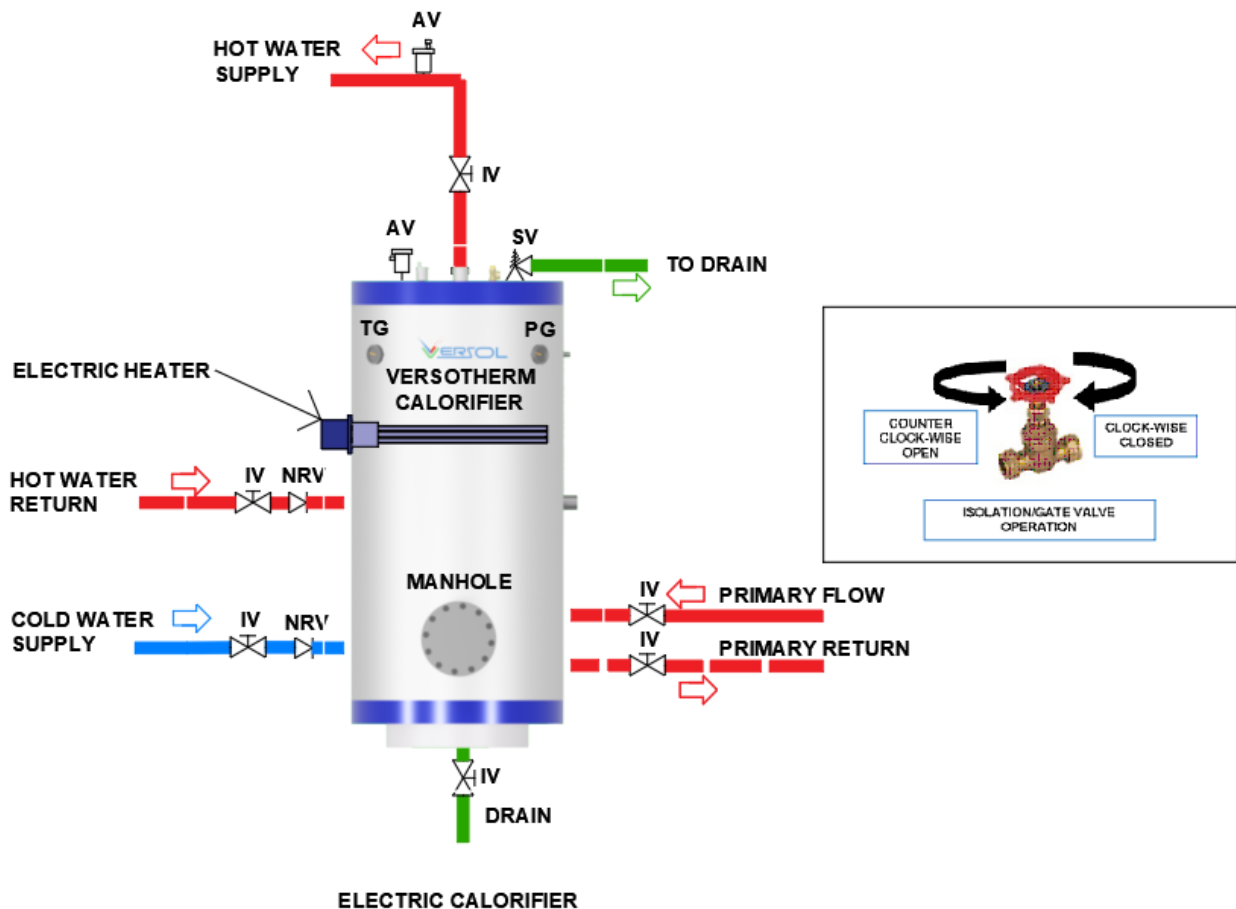 AV
HOT WATER
SUPPLY
IV
AV
SV
TO DRAIN
TG
PG
VERSOL
VERSOTHERM
CALORIFIER
ELECTRIC HEATER
COUNTER
CLOCK-WISE
OPEN
CLOCK-WISE
CLOSED
ISOLATION/GATE VALVE
OPERATION
HOT WATER
RETURN
IV
NRV
MANHOLE
COLD WATER
SUPPLY
IV
NRV
IV
PRIMARY FLOW
IV
PRIMARY RETURN
IV
DRAIN
ELECTRIC CALORIFIER